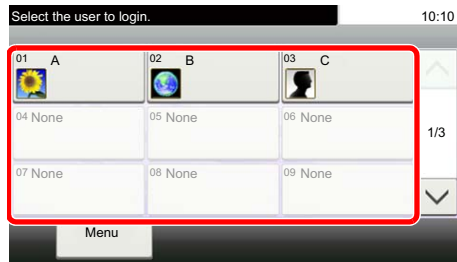 Select the user to login. 10:10
01 A 02 B 03 C
04 None 05 None 06 None
1/3
07 None 08 None 09 None
Menu